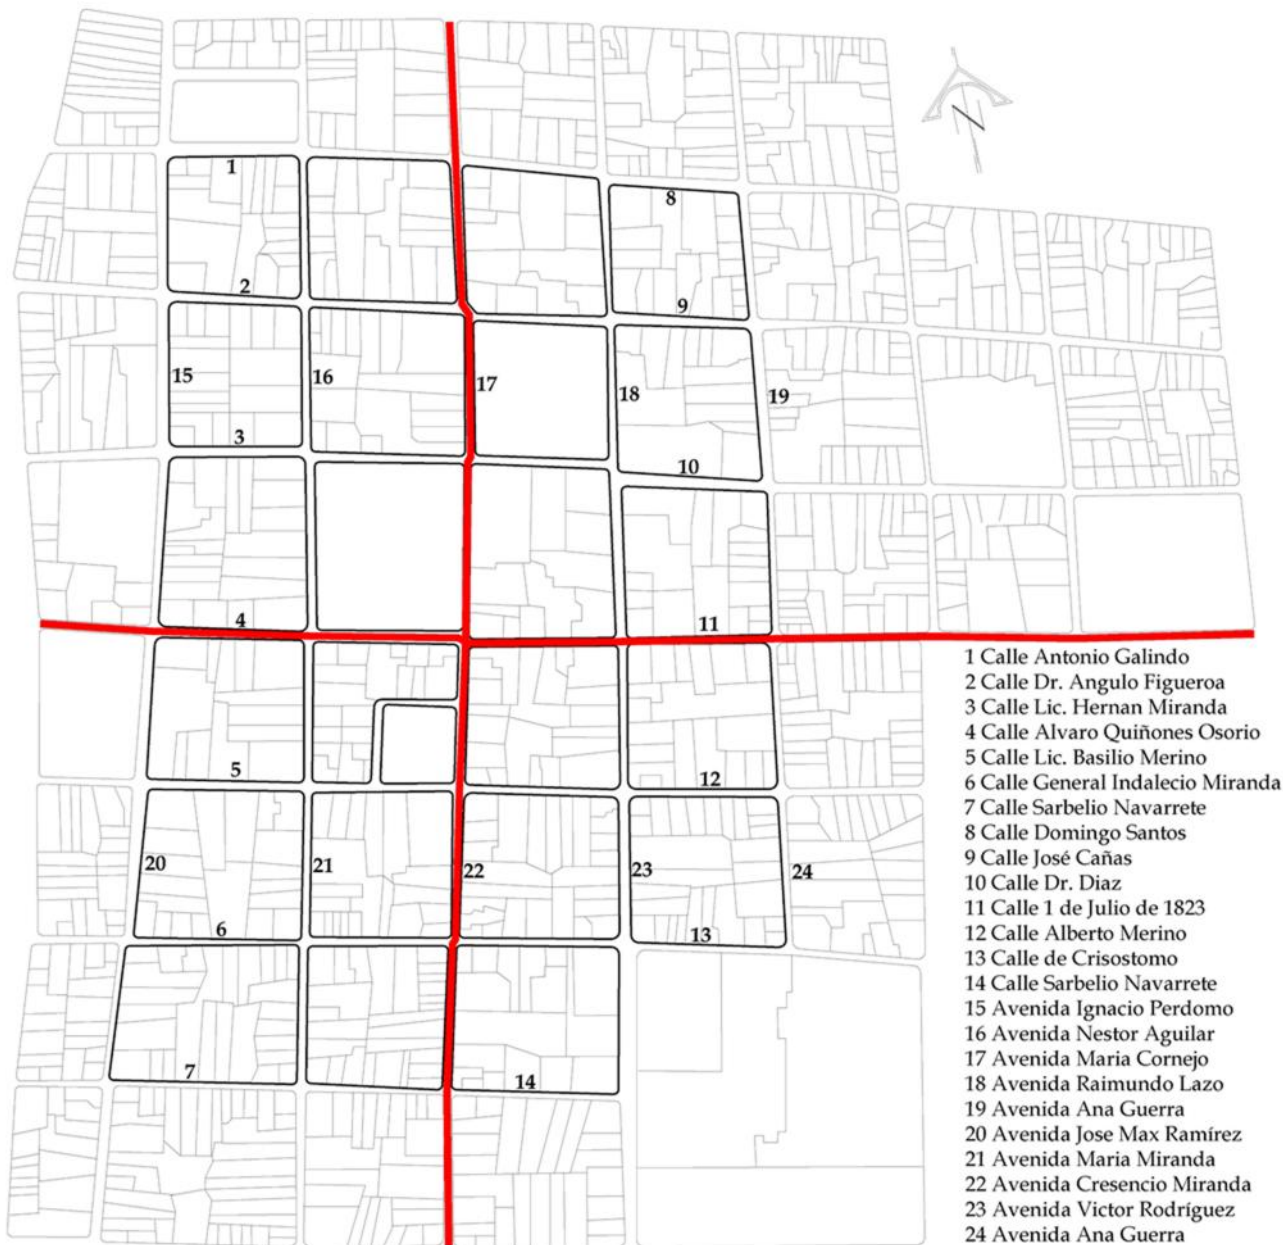 1
8
2
9
15
16
17
18
19
3
10
4
11
5
12
20
21
22
23
24
6
13
7
14
1 Calle Antonio Galindo
2 Calle Dr. Angulo Figueroa
3 Calle Lic. Hernan Miranda
4 Calle Alvaro Quiñones Osorio
5 Calle Lic. Basilio Merino
6 Calle General Indalecio Miranda
7 Calle Sarbelio Navarrete
8 Calle Domingo Santos
9 Calle José Cañas
10 Calle Dr. Diaz
11 Calle 1 de Julio de 1823
12 Calle Alberto Merino
13 Calle de Crisostomo
14 Calle Sarbelio Navarrete
15 Avenida Ignacio Perdomo
16 Avenida Nestor Aguilar
17 Avenida Maria Cornejo
18 Avenida Raimundo Lazo
19 Avenida Ana Guerra
20 Avenida Jose Max Ramírez
21 Avenida Maria Miranda
22 Avenida Cresencio Miranda
23 Avenida Victor Rodríguez
24 Avenida Ana Guerra